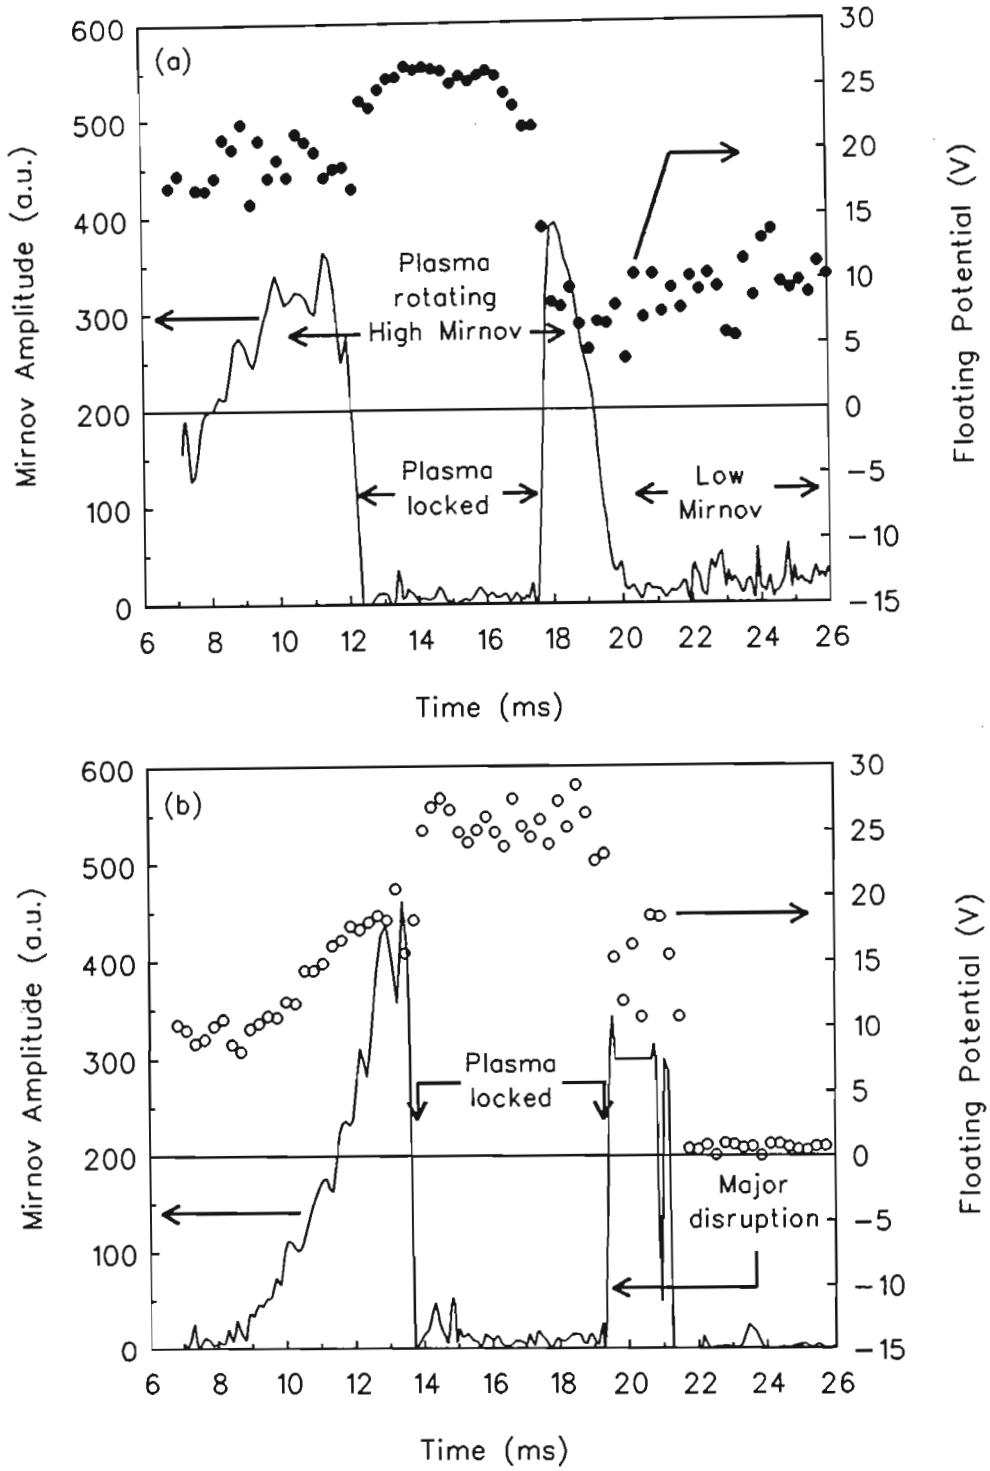 600
500
400
300
200
100
0
Mirnov Amplitude (a.u.)
(a)
30
25
20
15
10
5
0
−5
−10
−15
Floating Potential (V)
Plasma
rotating
High Mirnov
Plasma
locked
Low
Mirnov
6 8 10 12 14 16 18 20 22 24 26
Time (ms)
600
500
400
300
200
100
0
Mirnov Amplitude (a.u.)
(b)
30
25
20
15
10
5
0
−5
−10
−15
Floating Potential (V)
Plasma
locked
Major
disruption
6 8 10 12 14 16 18 20 22 24 26
Time (ms)